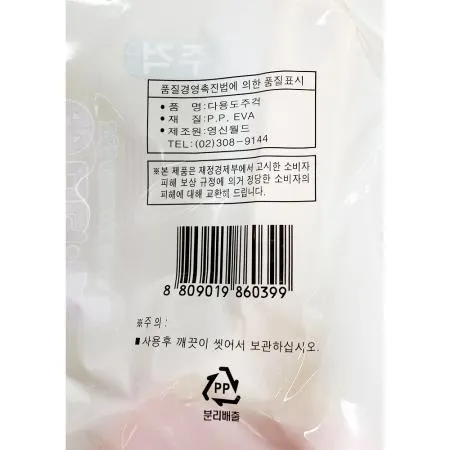 주걱
품질경영촉진법에 의한 품질표시
• 품 명:다용도주걱
• 재 질:P.P. EVA
• 제조원:영신월드
TEL:(02)308-9144
※본 제품은 재정경제부에서 고시한 소비자
피해 보상 규정에 의거 정당한 소비자의
피해에 대해 교환해 드립니다.
8 809019 860399
※주의:
■사용후 깨끗이 씻어서 보관하십시오.
PP
분리배출